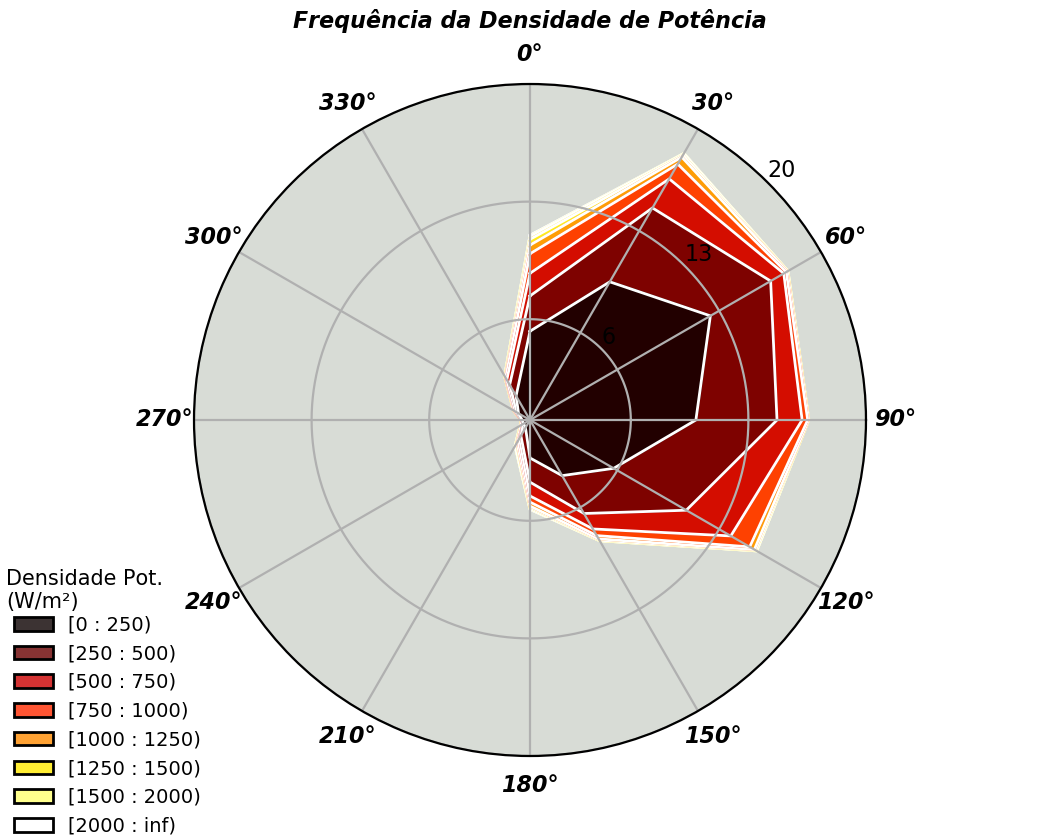 Frequência da Densidade de Potência
0°
330°
30°
20
300°
60°
13
6
270°
90°
240°
120°
210°
150°
180°
Densidade Pot.
(W/m²)
[0 : 250)
[250 : 500)
[500 : 750)
[750 : 1000)
[1000 : 1250)
[1250 : 1500)
[1500 : 2000)
[2000 : inf)